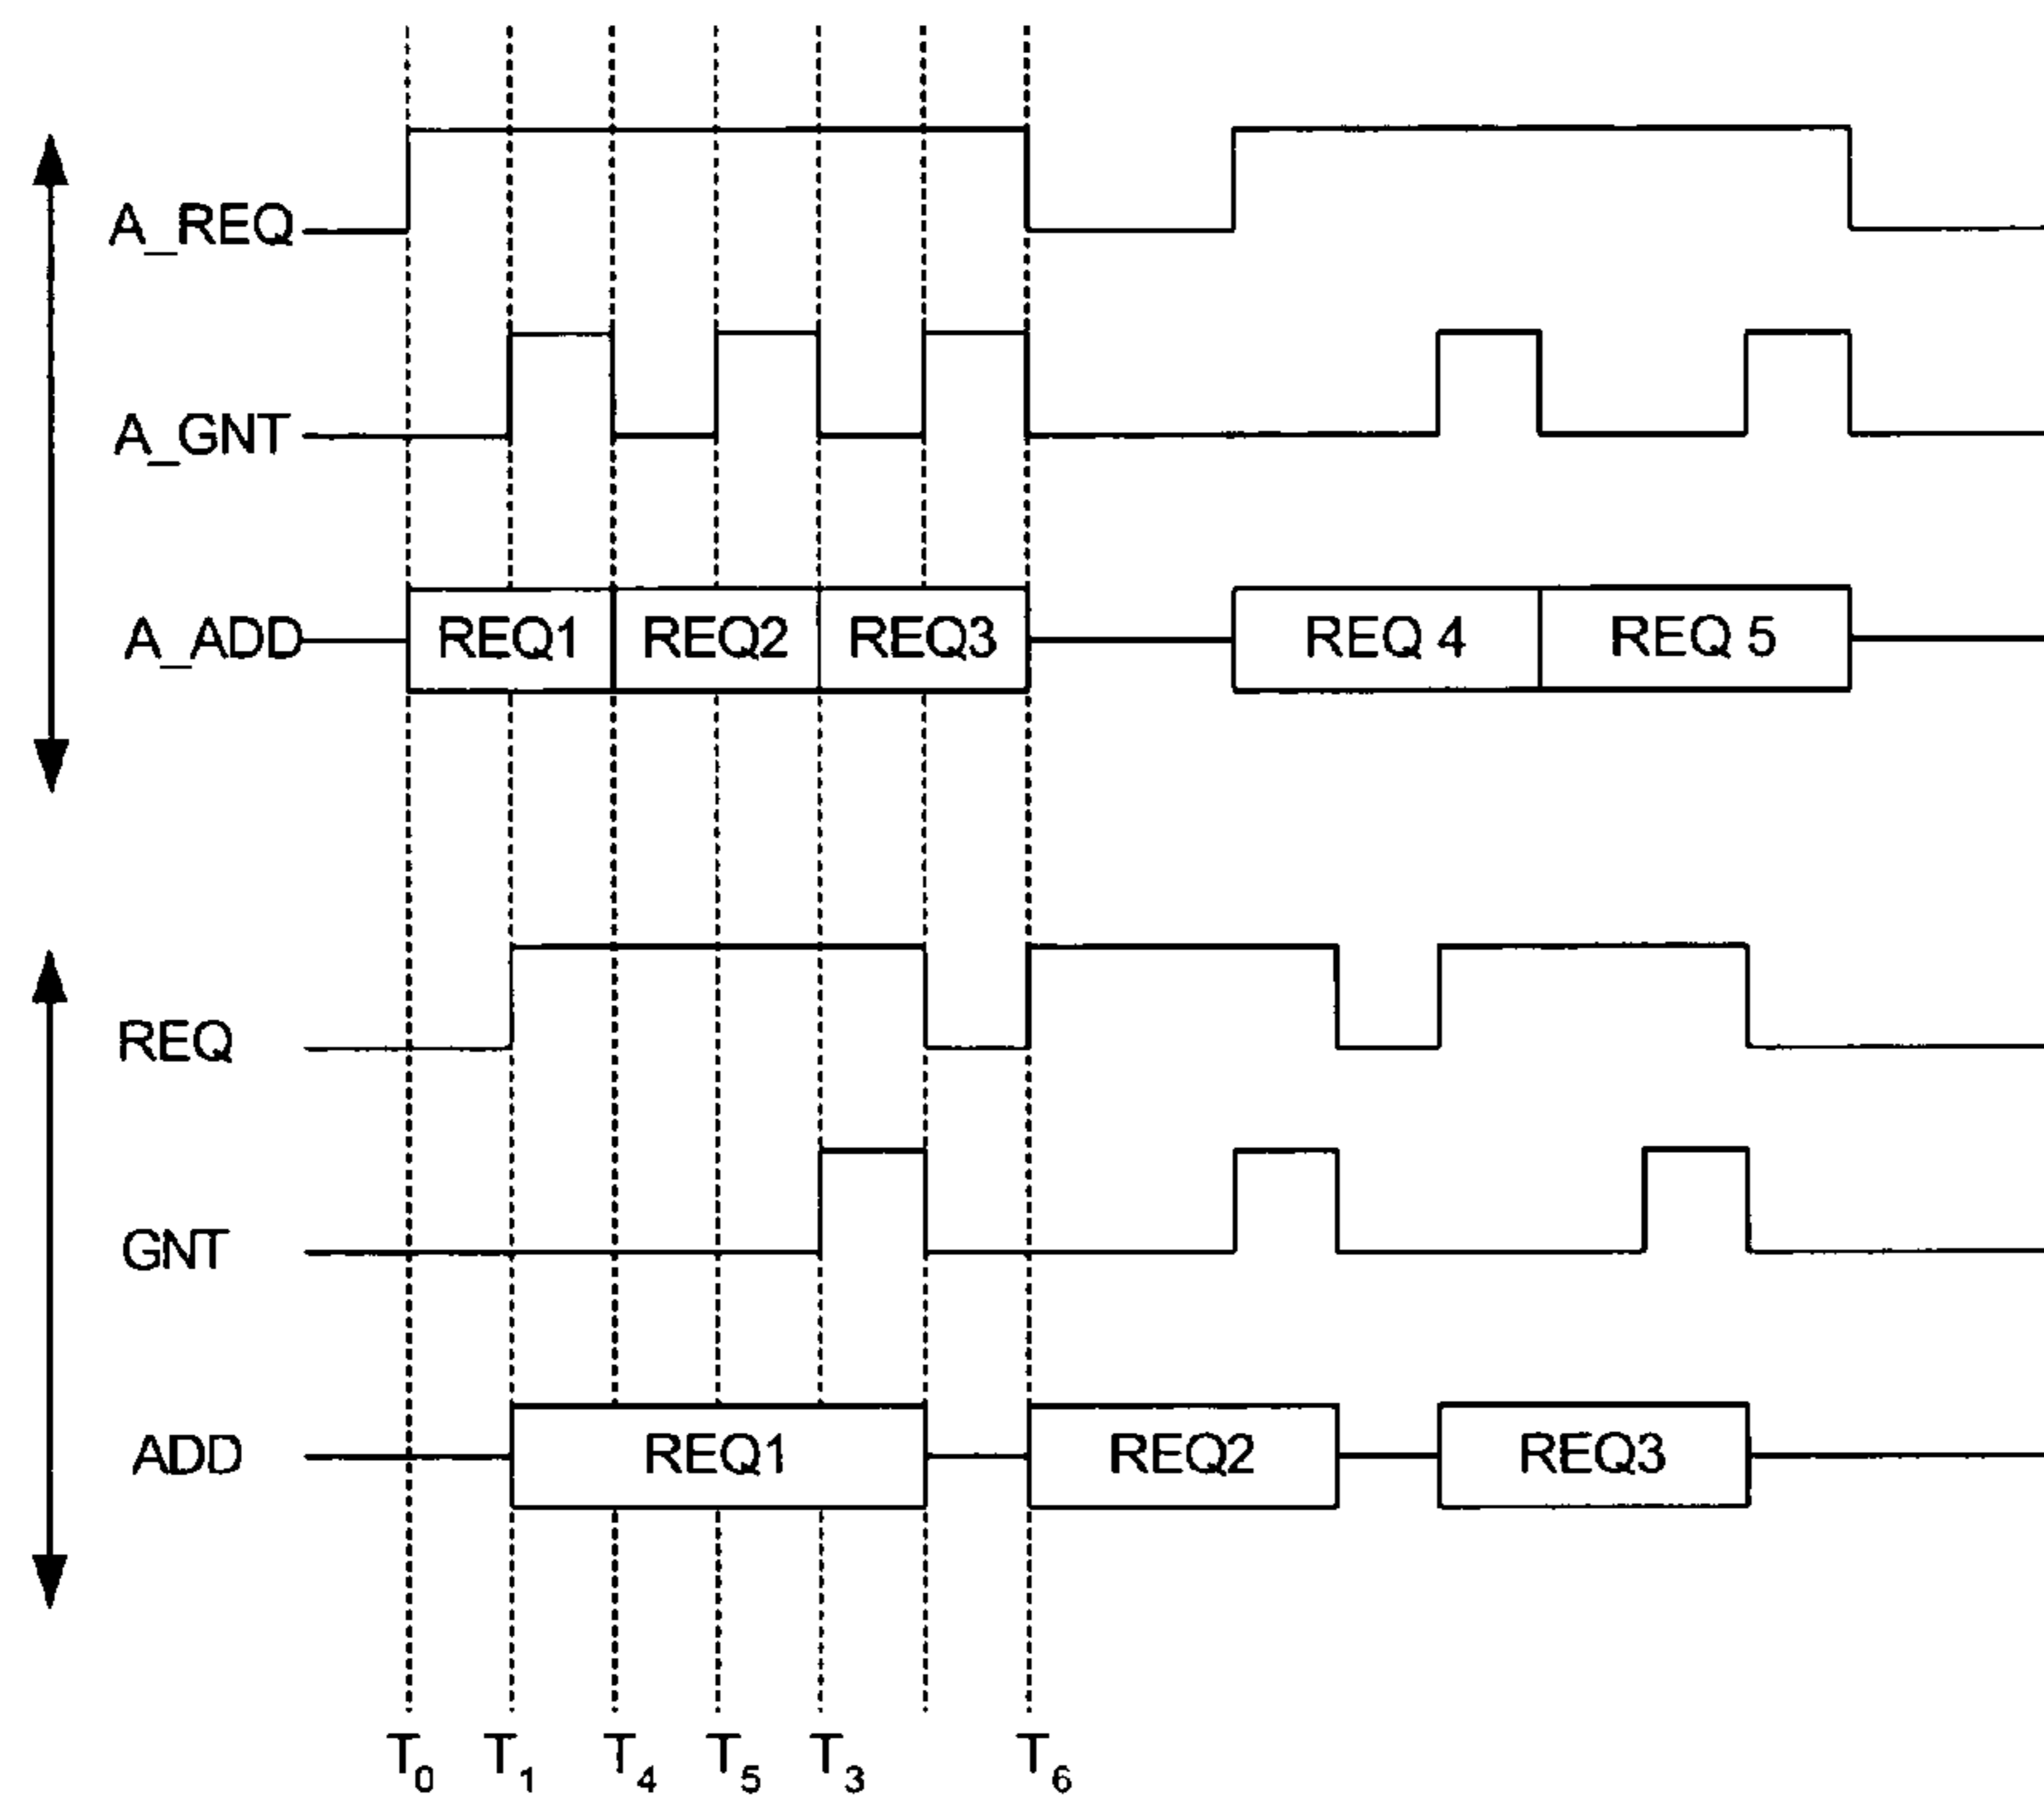 A_REQ
A_GNT
A_ADD REQ1 REQ2 REQ3 REQ 4 REQ 5
REQ
GNT
ADD REQ1 REQ2 REQ3
T0 T1 T4 T5 T3 T6